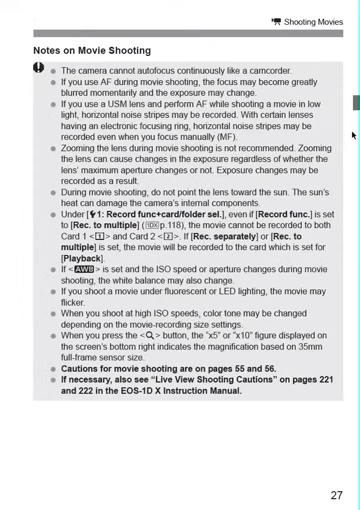 Shooting Movies
Notes on Movie Shooting
The camera cannot autofocus continuously like a camcorder.
If you use AF during movie shooting, the focus may become greatly
blurred momentarily and the exposure may change.
If you use a USM lens and perform AF while shooting a movie in low
light, horizontal noise stripes may be recorded. With certain lenses
having an electronic focusing ring, horizontal noise stripes may be
recorded even when you focus manually (MF).
Zooming the lens during movie shooting is not recommended. Zooming
the lens can cause changes in the exposure regardless of whether the
lens' maximum aperture changes or not. Exposure changes may be
recorded as a result.
During movie shooting, do not point the lens toward the sun. The sun's
heat can damage the camera's internal components.
Under [1: Record func+card/folder sel.], even if [Record func.] is set
to [Rec. to multiple] (1DX p.118), the movie cannot be recorded to both
Card 1 <1> and Card 2 <2>. If [Rec. separately] or [Rec. to
multiple] is set, the movie will be recorded to the card which is set for
[Playback].
If <AWB> is set and the ISO speed or aperture changes during movie
shooting, the white balance may also change.
If you shoot a movie under fluorescent or LED lighting, the movie may
flicker.
When you shoot at high ISO speeds, color tone may be changed
depending on the movie-recording size settings.
When you press the < > button, the "x5" or "x10" figure displayed on
the screen's bottom right indicates the magnification based on 35mm
full-frame sensor size.
Cautions for movie shooting are on pages 55 and 56.
If necessary, also see "Live View Shooting Cautions" on pages 221
and 222 in the EOS-1D X Instruction Manual.
27